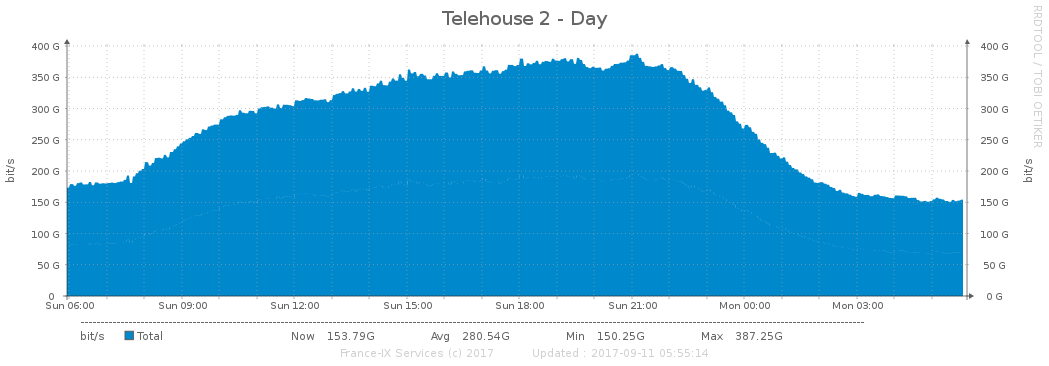 Telehouse 2 - Day
RRDTOOL / TOBI OETIKER
bit/s
bit/s
400 G 400 G
350 G 350 G
300 G 300 G
250 G 250 G
200 G 200 G
150 G 150 G
100 G 100 G
50 G 50 G
0 0 G
Sun 06:00 Sun 09:00 Sun 12:00 Sun 15:00 Sun 18:00 Sun 21:00 Mon 00:00 Mon 03:00
bit/s Total Now 153.79G Avg 280.54G Min 150.25G Max 387.25G
France-IX Services (c) 2017 Updated : 2017-09-11 05:55:14